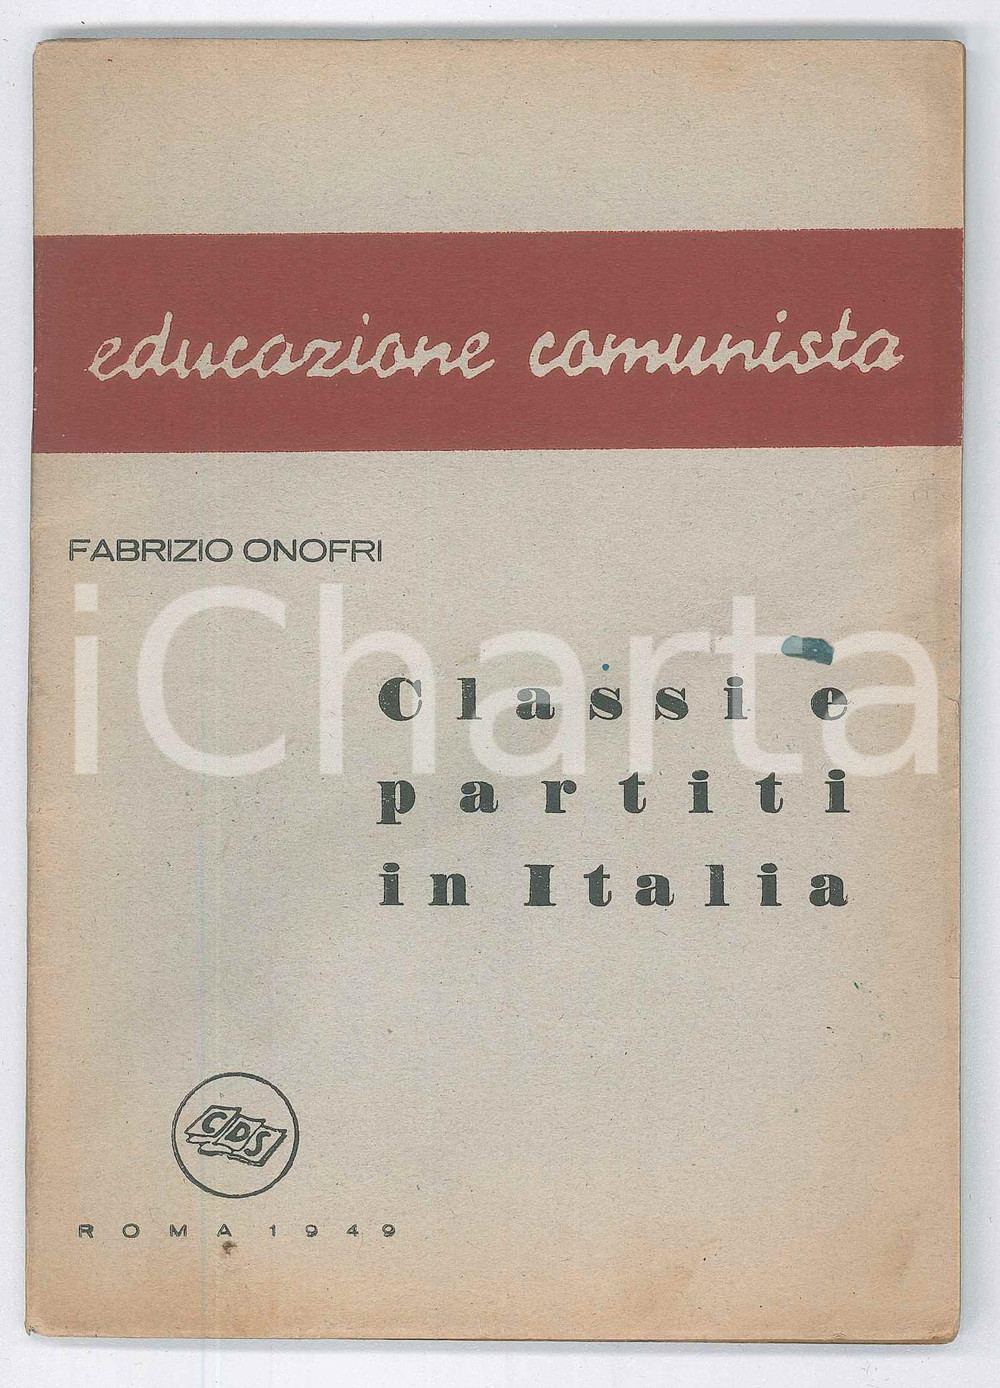 educazione comunista
FABRIZIO ONOFRI
iCharta
Classi e
partiti
in Italia
CDS
ROMA 1949